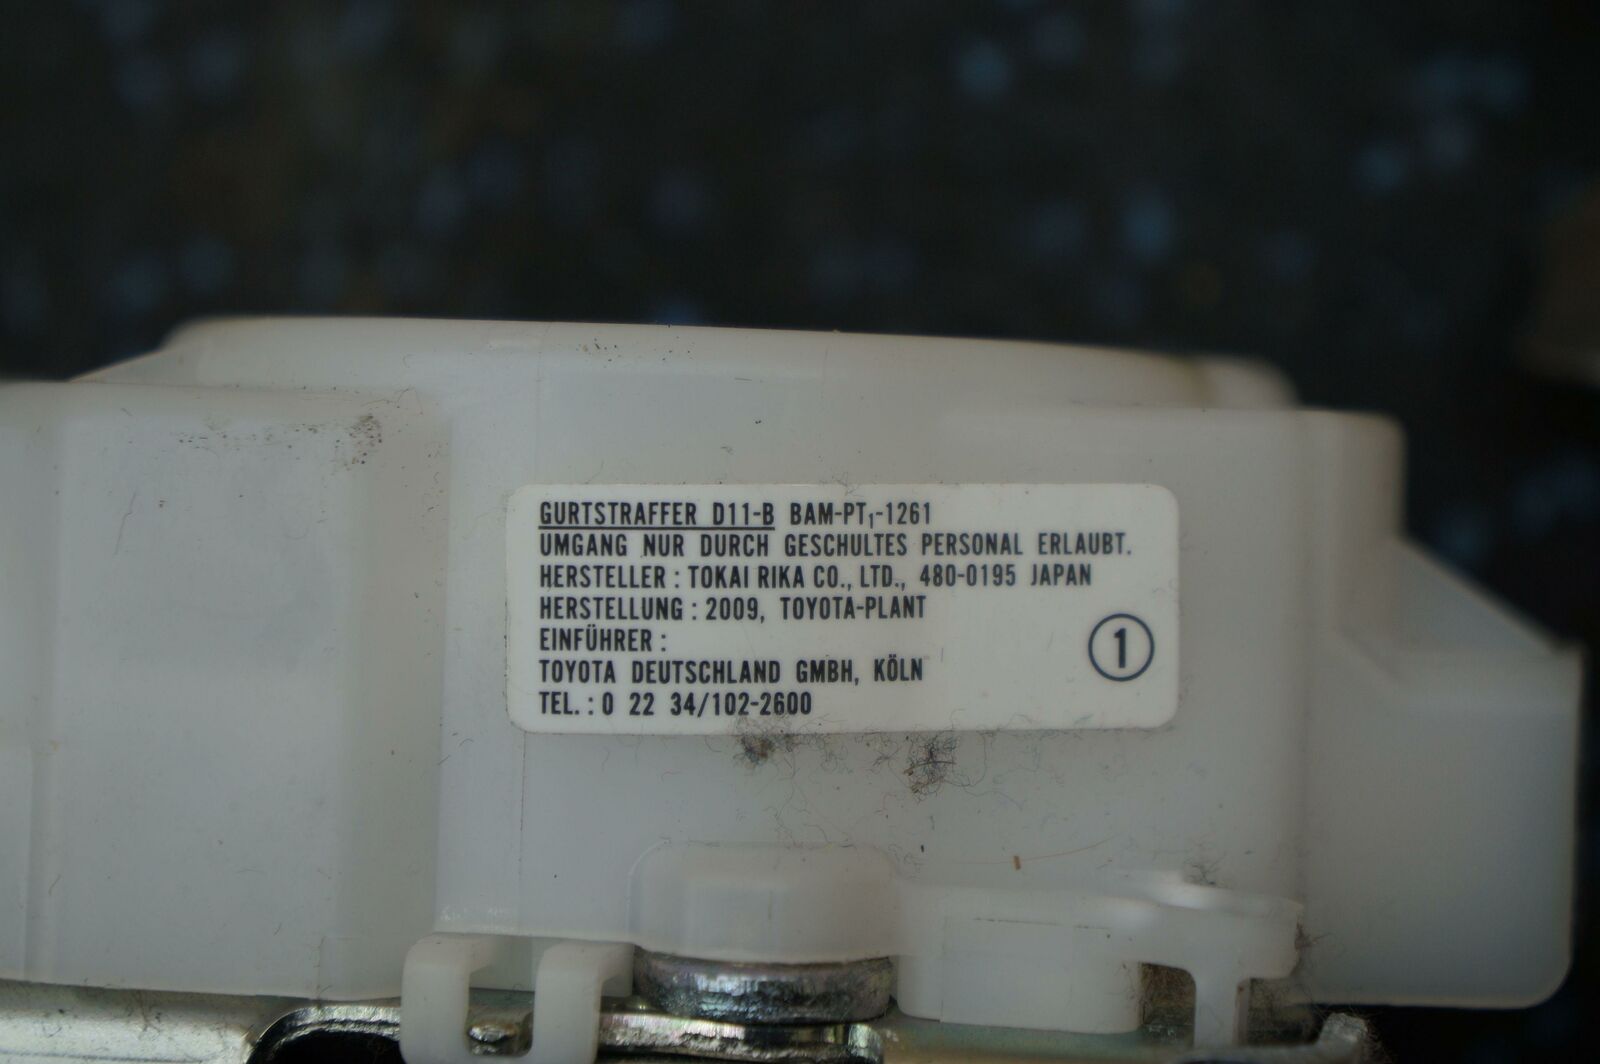 GURTSTRAFFER D11-B BAM-PT₁-1261
UMGANG NUR DURCH GESCHULTES PERSONAL ERLAUBT.
HERSTELLER : TOKAI RIKA CO., LTD., 480-0195 JAPAN
HERSTELLUNG : 2009, TOYOTA-PLANT
EINFÜHRER :
TOYOTA DEUTSCHLAND GMBH, KÖLN
TEL. : 0 22 34/102-2600
①